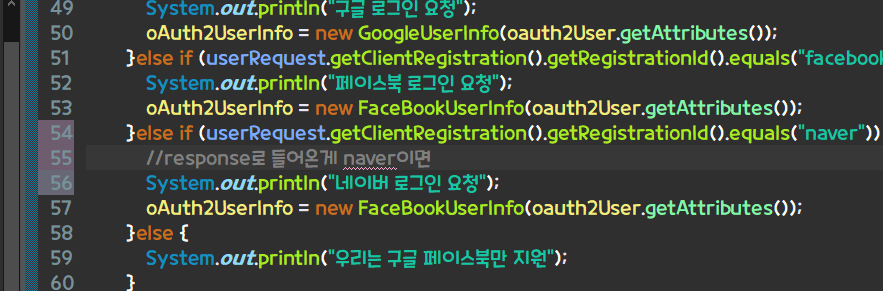 49 System.out.println("구글 로그인 요청");
50 oAuth2UserInfo = new GoogleUserInfo(oauth2User.getAttributes());
51 }else if (userRequest.getClientRegistration().getRegistrationId().equals("facebook
52 System.out.println("페이스북 로그인 요청");
53 oAuth2UserInfo = new FaceBookUserInfo(oauth2User.getAttributes());
54 }else if (userRequest.getClientRegistration().getRegistrationId().equals("naver"))
55 //response로 들어온게 naver이면
56 System.out.println("네이버 로그인 요청");
57 oAuth2UserInfo = new FaceBookUserInfo(oauth2User.getAttributes());
58 }else {
59 System.out.println("우리는 구글 페이스북만 지원");
60 }